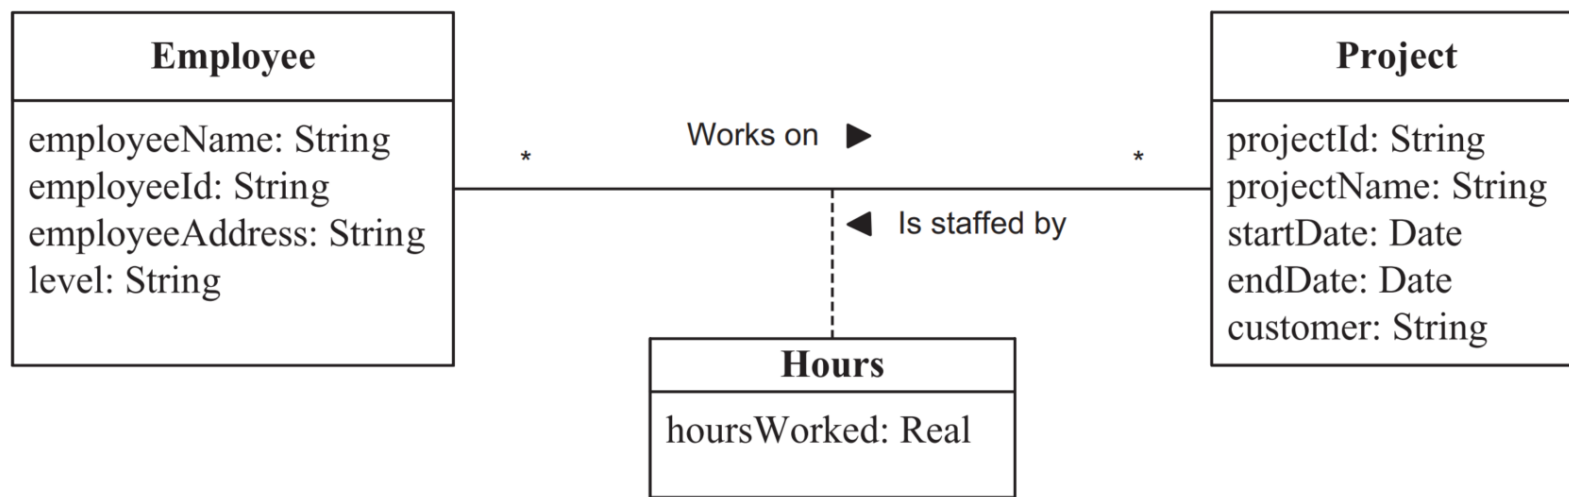 Employee
employeeName: String
employeeId: String
employeeAddress: String
level: String
Works on ►
*
*
◄ Is staffed by
Project
projectId: String
projectName: String
startDate: Date
endDate: Date
customer: String
Hours
hoursWorked: Real